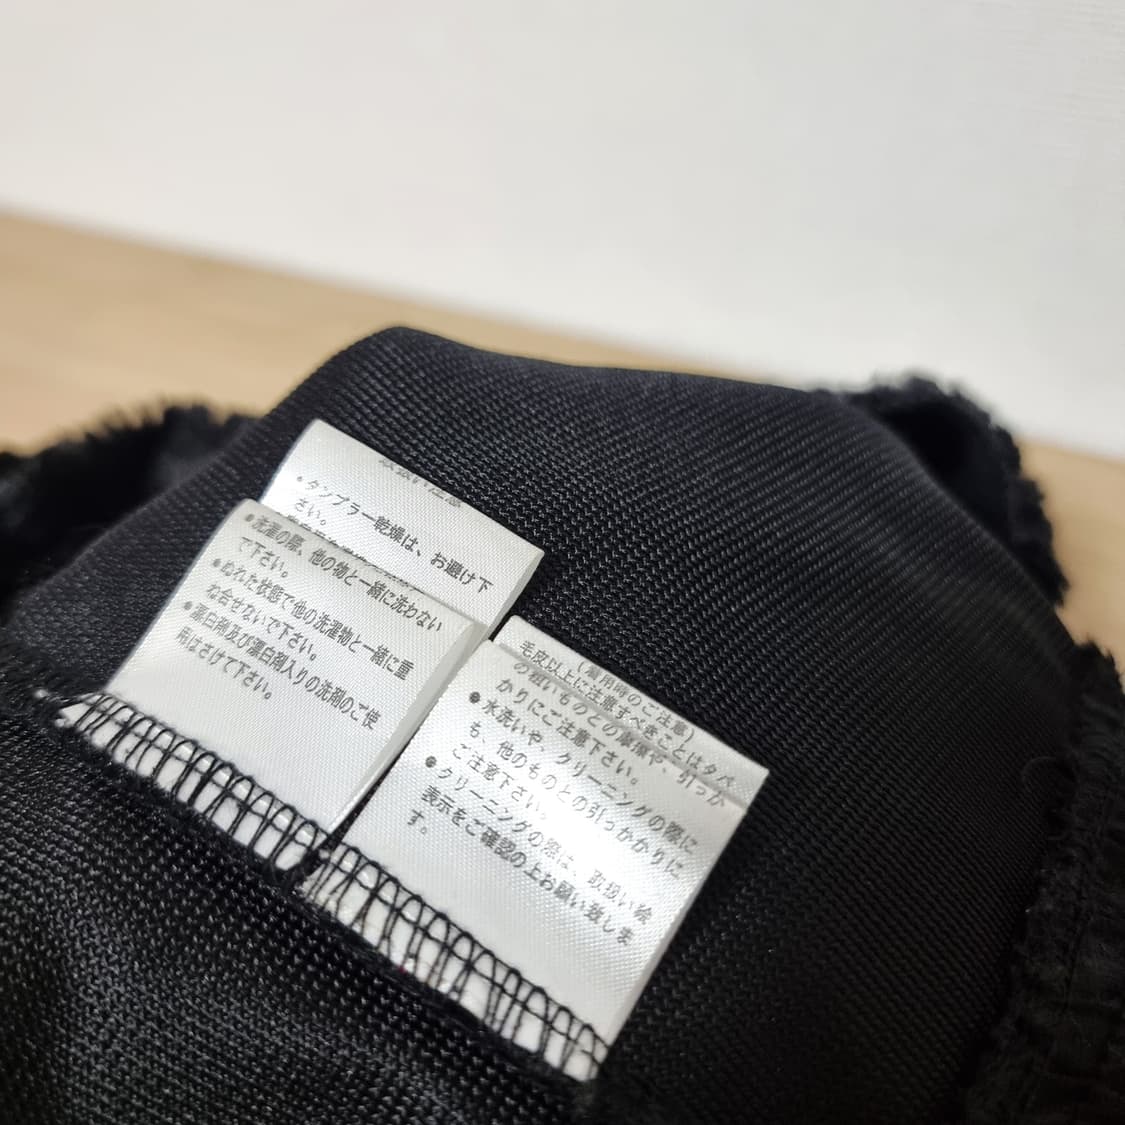 ・タンブラー乾燥は、お避け下
さい。
●洗濯の際、他の物と一緒に洗わない
で下さい。
●ぬれた状態で他の洗濯物と一緒に重
ね合せないで下さい。
●漂白剤及び漂白剤入りの洗剤のご使
用はさけて下さい。
(着用時のご注意)
毛皮以上に注意すべきことはタバ
の粗いものとの摩擦や、引っか
かりにご注意下さい。
●水洗いや、クリーニングの際に
も、他のものとの引っかかりに
ご注意下さい。
●クリーニングの際は、取扱い絵
表示をご確認の上お願い致しま
す。